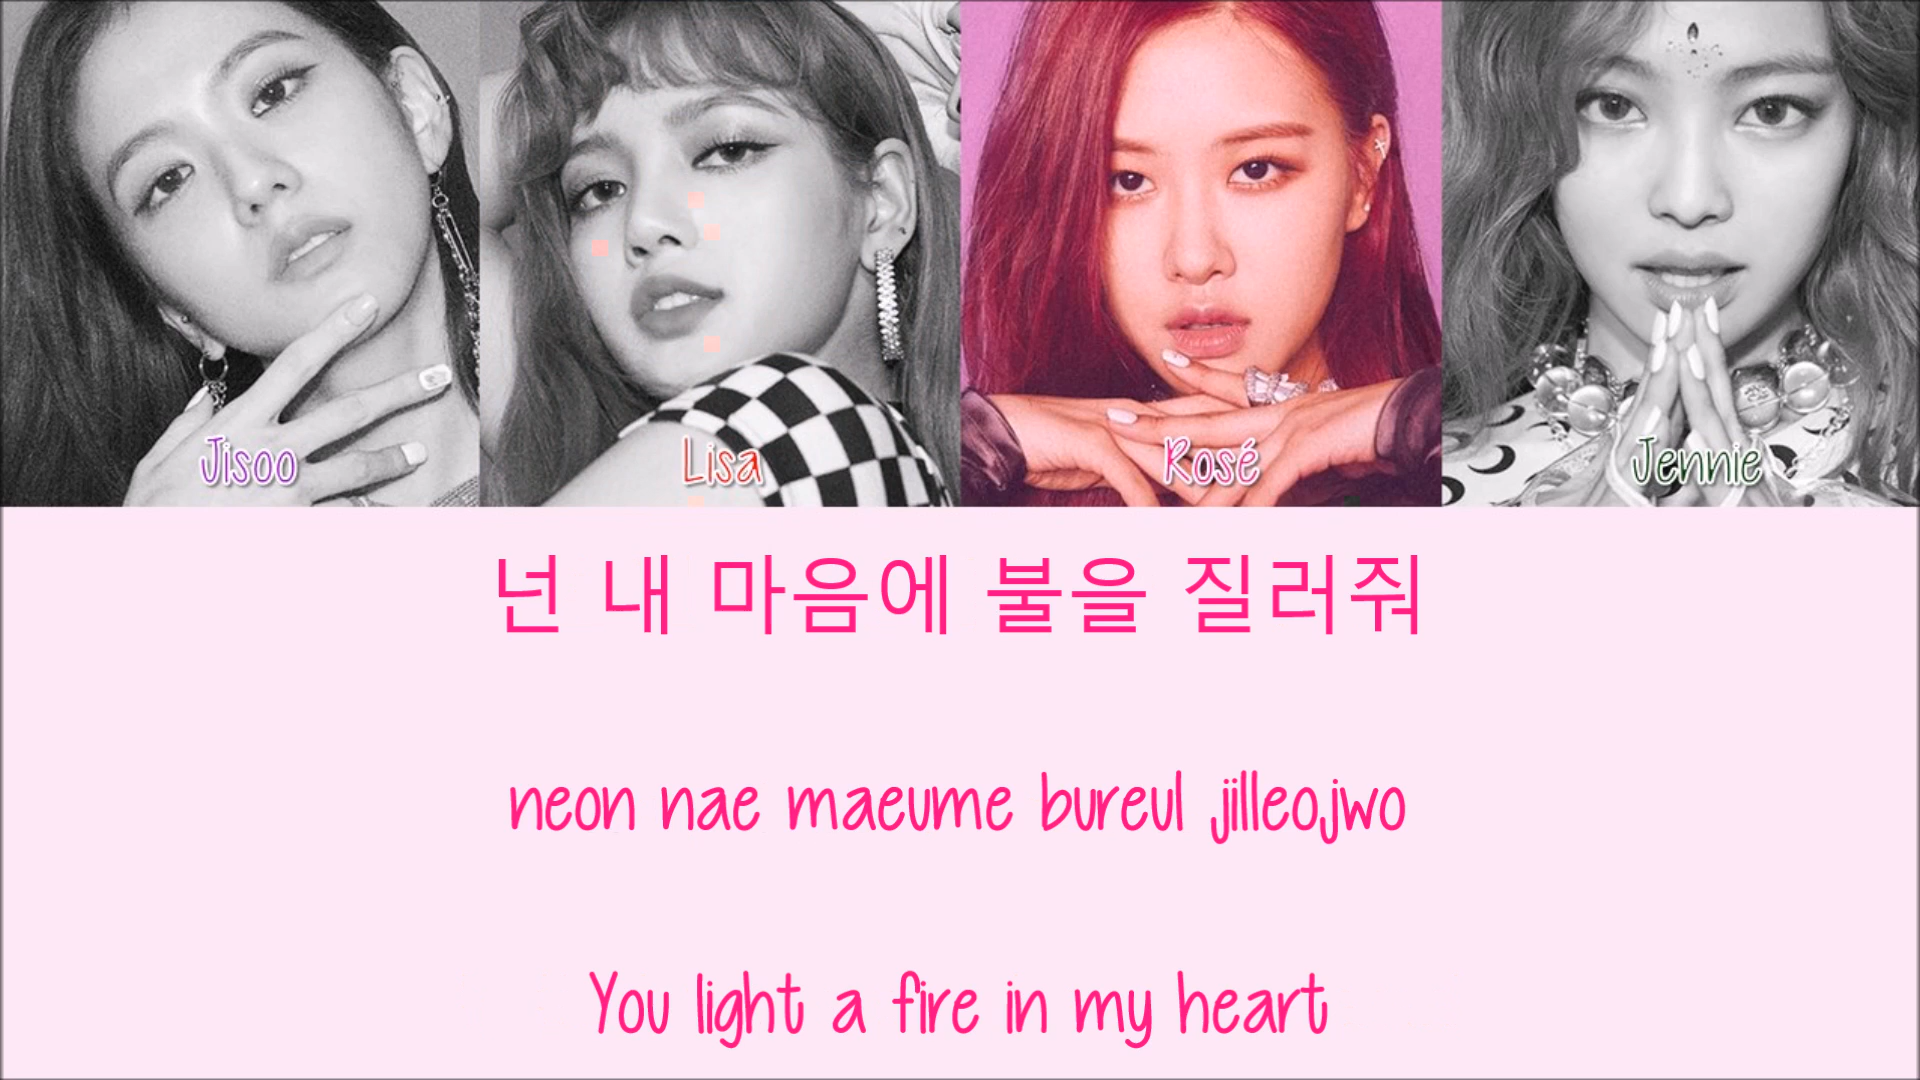 Jisoo
Lisa
Rosé
Jennie
넌 내 마음에 불을 질러줘
neon nae maeume bureul jilleojwo
You light a fire in my heart